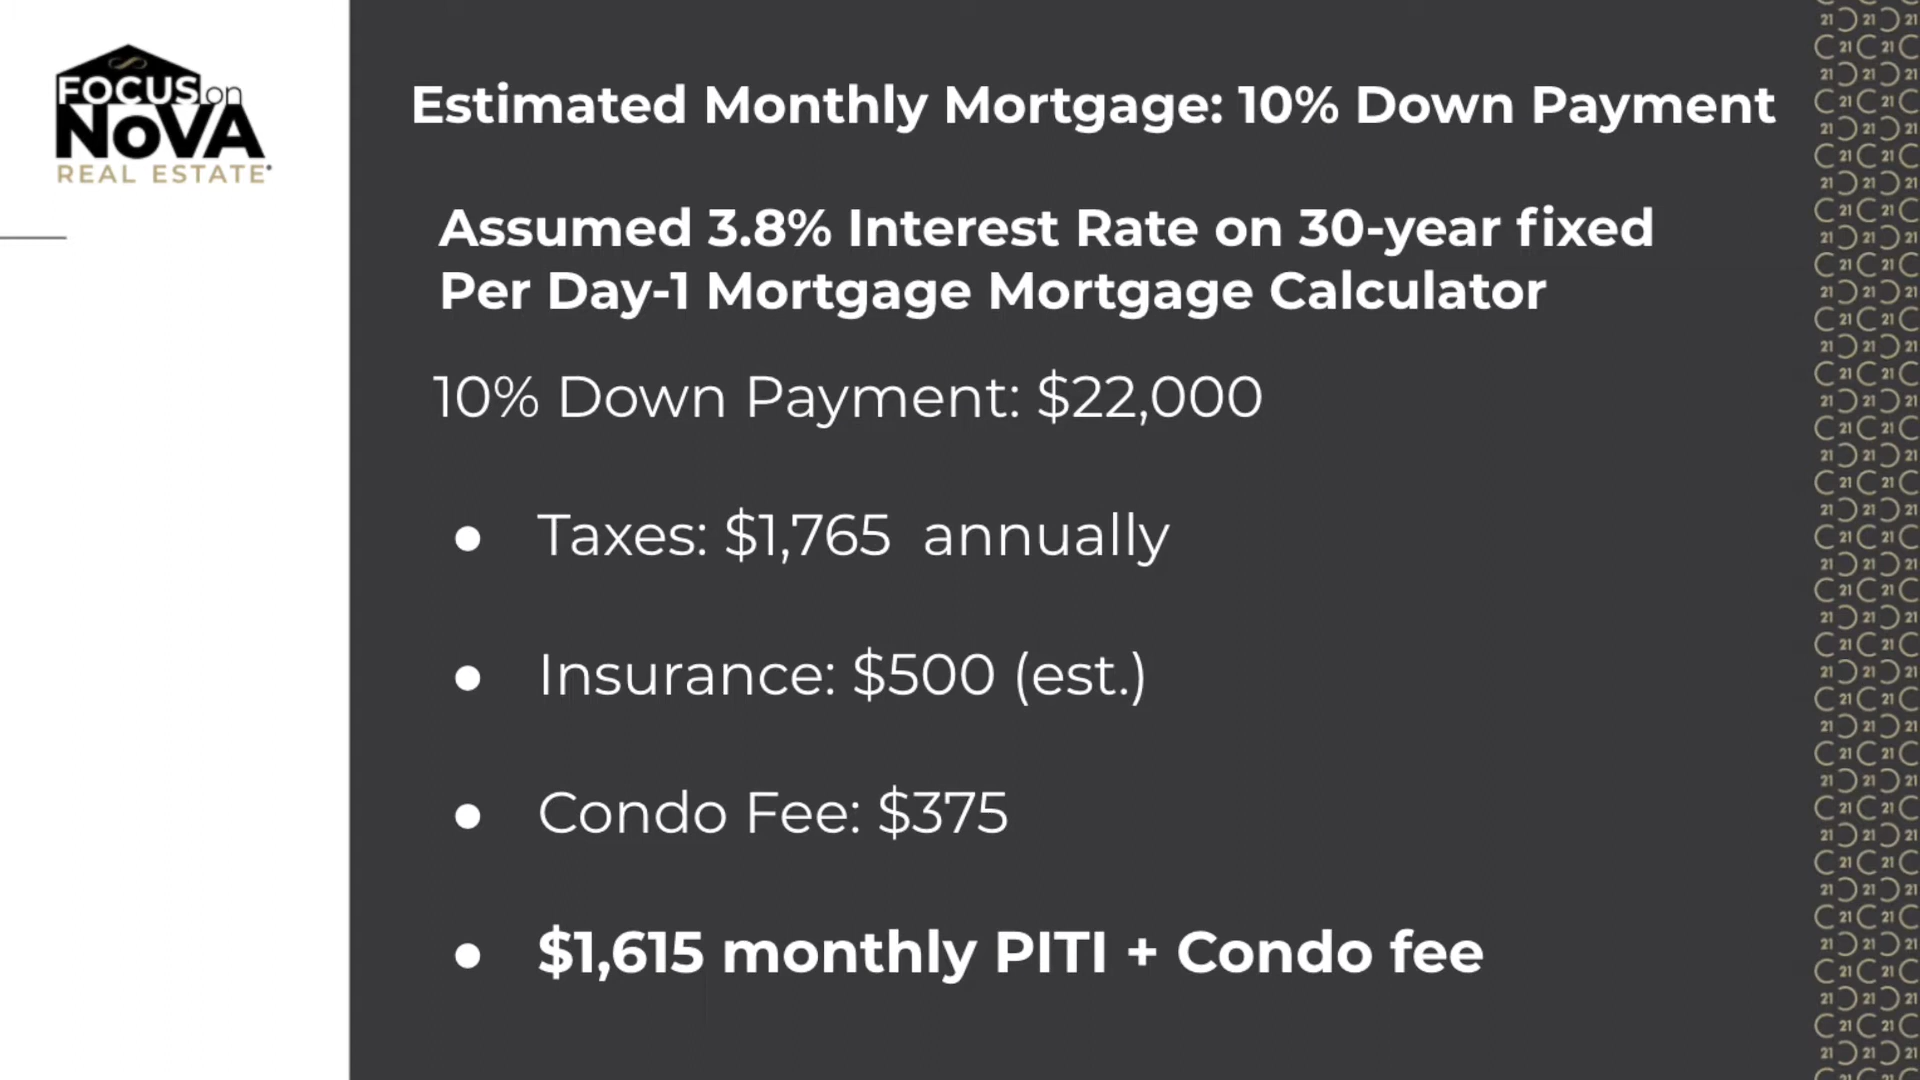 FOCUS on
NoVA
REAL ESTATE
Estimated Monthly Mortgage: 10% Down Payment
Assumed 3.8% Interest Rate on 30-year fixed
Per Day-1 Mortgage Mortgage Calculator
10% Down Payment: $22,000
● Taxes: $1,765 annually
● Insurance: $500 (est.)
● Condo Fee: $375
● $1,615 monthly PITI + Condo fee